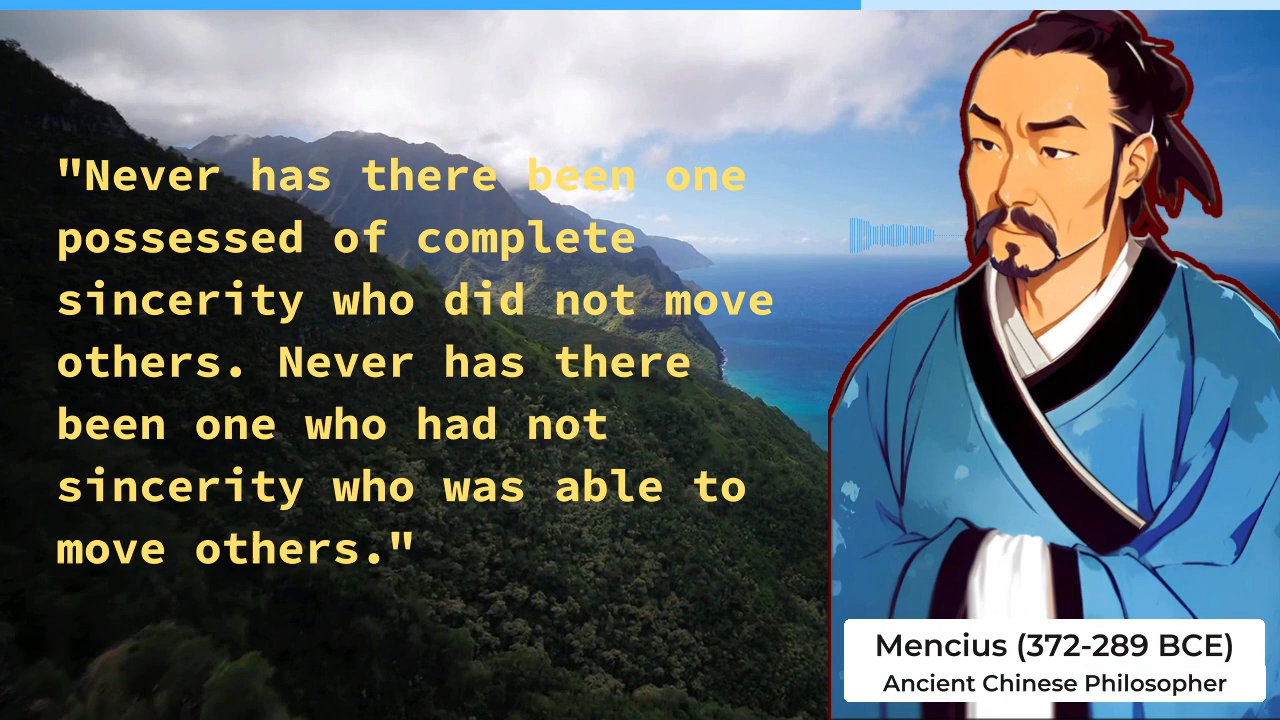 "Never has there been one
possessed of complete
sincerity who did not move
others. Never has there
been one who had not
sincerity who was able to
move others."
Mencius (372-289 BCE)
Ancient Chinese Philosopher